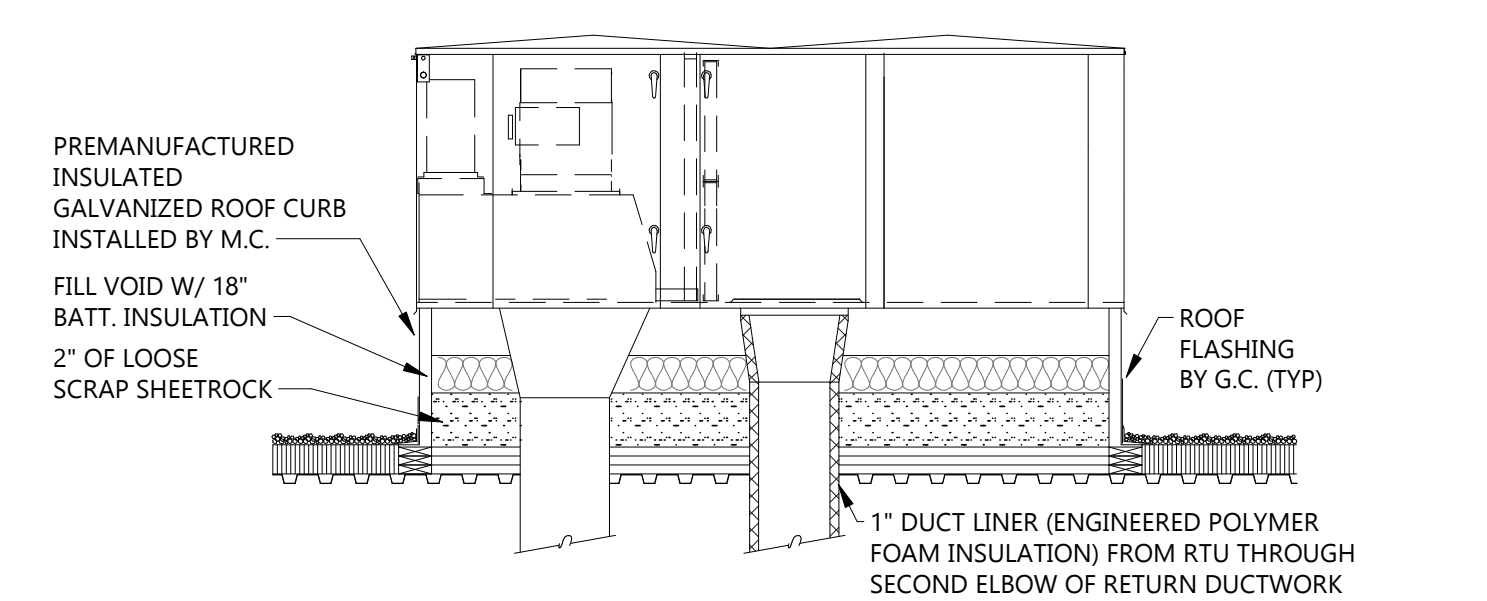 PREMANUFACTURED
INSULATED
GALVANIZED ROOF CURB
INSTALLED BY M.C.
FILL VOID W/ 18"
BATT. INSULATION
2" OF LOOSE
SCRAP SHEETROCK
ROOF
FLASHING
BY G.C. (TYP)
1" DUCT LINER (ENGINEERED POLYMER
FOAM INSULATION) FROM RTU THROUGH
SECOND ELBOW OF RETURN DUCTWORK